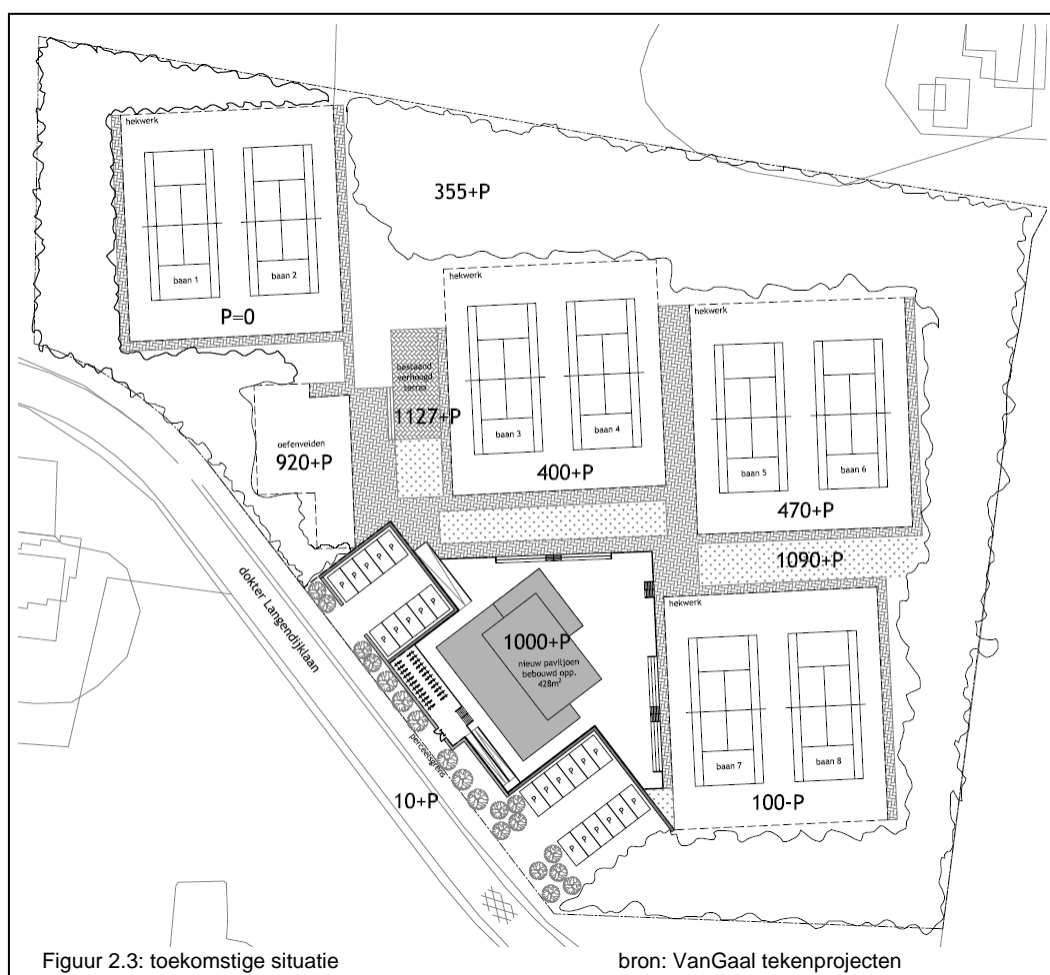 hekwerk
baan 1
baan 2
P=0
355+P
hekwerk
baan 3
baan 4
400+P
hekwerk
baan 5
baan 6
470+P
bestaand
verhoogd
terras
1127+P
oefenvelden
920+P
1090+P
P P P P P
P P P P P
dokter Langendijklaan
1000+P
nieuw paviljoen
bebouwd opp.
428m²
hekwerk
baan 7
baan 8
100-P
perceelsgrens
10+P
P P P P P P
P P P P P P
Figuur 2.3: toekomstige situatie
bron: VanGaal tekenprojecten